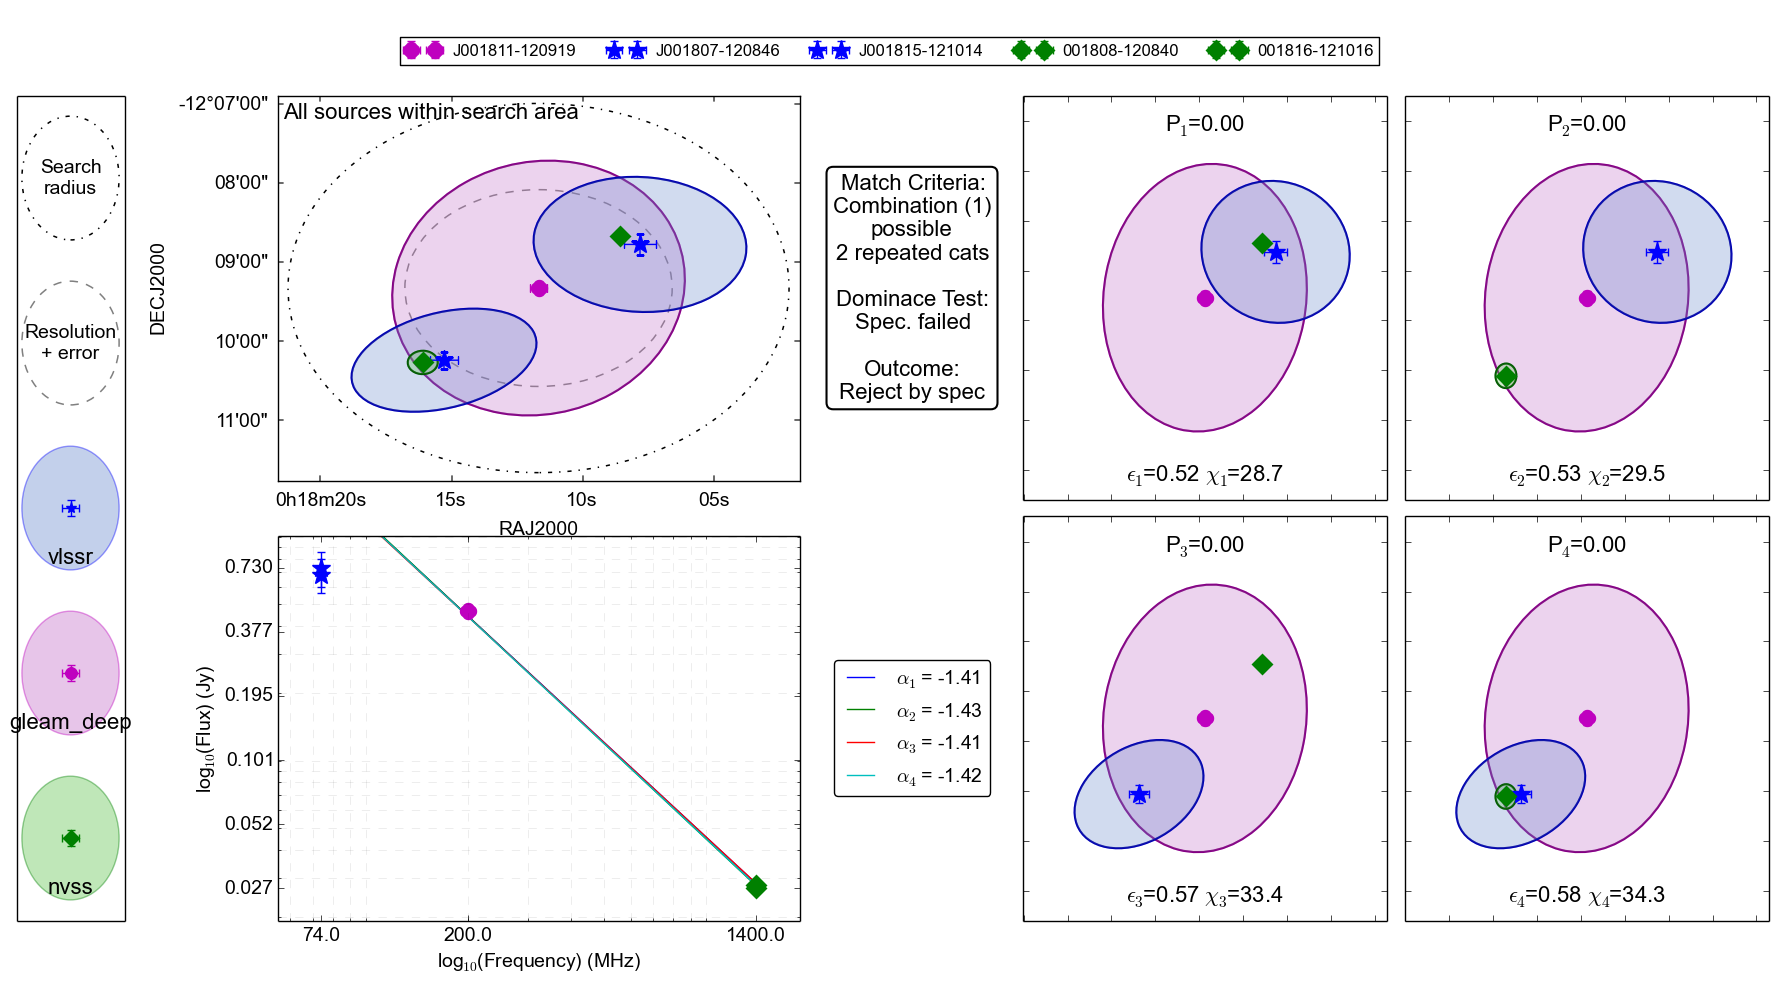 J001811-120919 J001807-120846 J001815-121014 001808-120840 001816-121016
Search
radius
Resolution
+ error
vlssr
gleam_deep
nvss
All sources within search area
DECJ2000
-12°07'00"
08'00"
09'00"
10'00"
11'00"
0h18m20s 15s 10s 05s
RAJ2000
Match Criteria:
Combination (1)
possible
2 repeated cats
Dominace Test:
Spec. failed
Outcome:
Reject by spec
P₁=0.00
ϵ₁=0.52 χ₁=28.7
P₂=0.00
ϵ₂=0.53 χ₂=29.5
log₁₀(Flux) (Jy)
0.730
0.377
0.195
0.101
0.052
0.027
74.0 200.0 1400.0
log₁₀(Frequency) (MHz)
α₁ = -1.41
α₂ = -1.43
α₃ = -1.41
α₄ = -1.42
P₃=0.00
ϵ₃=0.57 χ₃=33.4
P₄=0.00
ϵ₄=0.58 χ₄=34.3